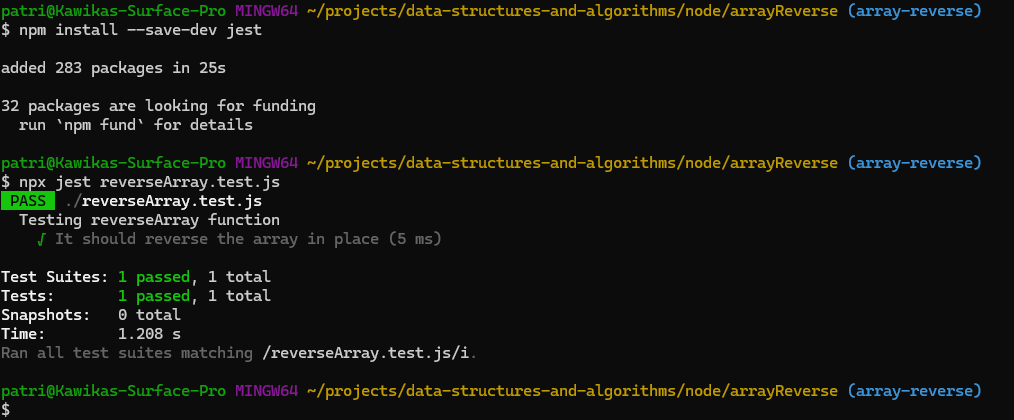 patri@Kawikas-Surface-Pro MINGW64 ~/projects/data-structures-and-algorithms/node/arrayReverse (array-reverse)
$ npm install --save-dev jest
added 283 packages in 25s
32 packages are looking for funding
run `npm fund` for details
patri@Kawikas-Surface-Pro MINGW64 ~/projects/data-structures-and-algorithms/node/arrayReverse (array-reverse)
$ npx jest reverseArray.test.js
PASS ./reverseArray.test.js
Testing reverseArray function
√ It should reverse the array in place (5 ms)
Test Suites: 1 passed, 1 total
Tests: 1 passed, 1 total
Snapshots: 0 total
Time: 1.208 s
Ran all test suites matching /reverseArray.test.js/i.
patri@Kawikas-Surface-Pro MINGW64 ~/projects/data-structures-and-algorithms/node/arrayReverse (array-reverse)
$